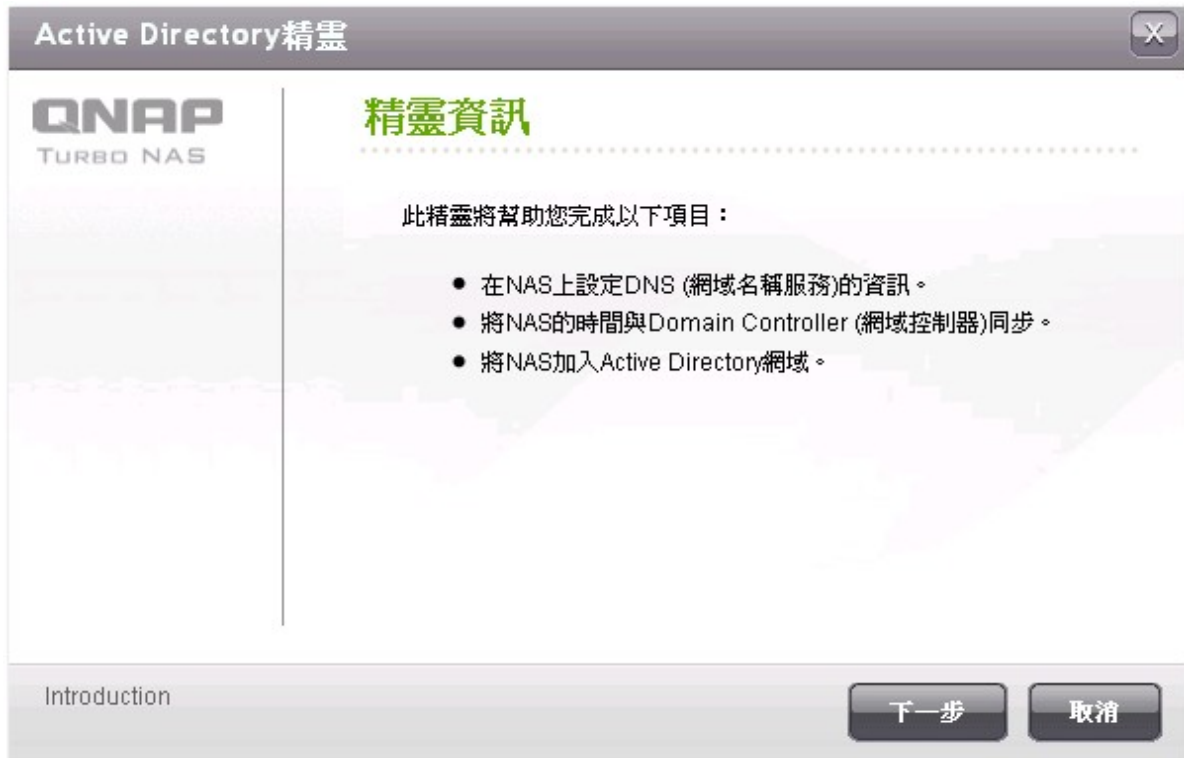 Active Directory精靈
X
QNAP
TURBO NAS
精靈資訊
此精靈將幫助您完成以下項目：
● 在NAS上設定DNS (網域名稱服務)的資訊。
● 將NAS的時間與Domain Controller (網域控制器)同步。
● 將NAS加入Active Directory網域。
Introduction
下一步
取消